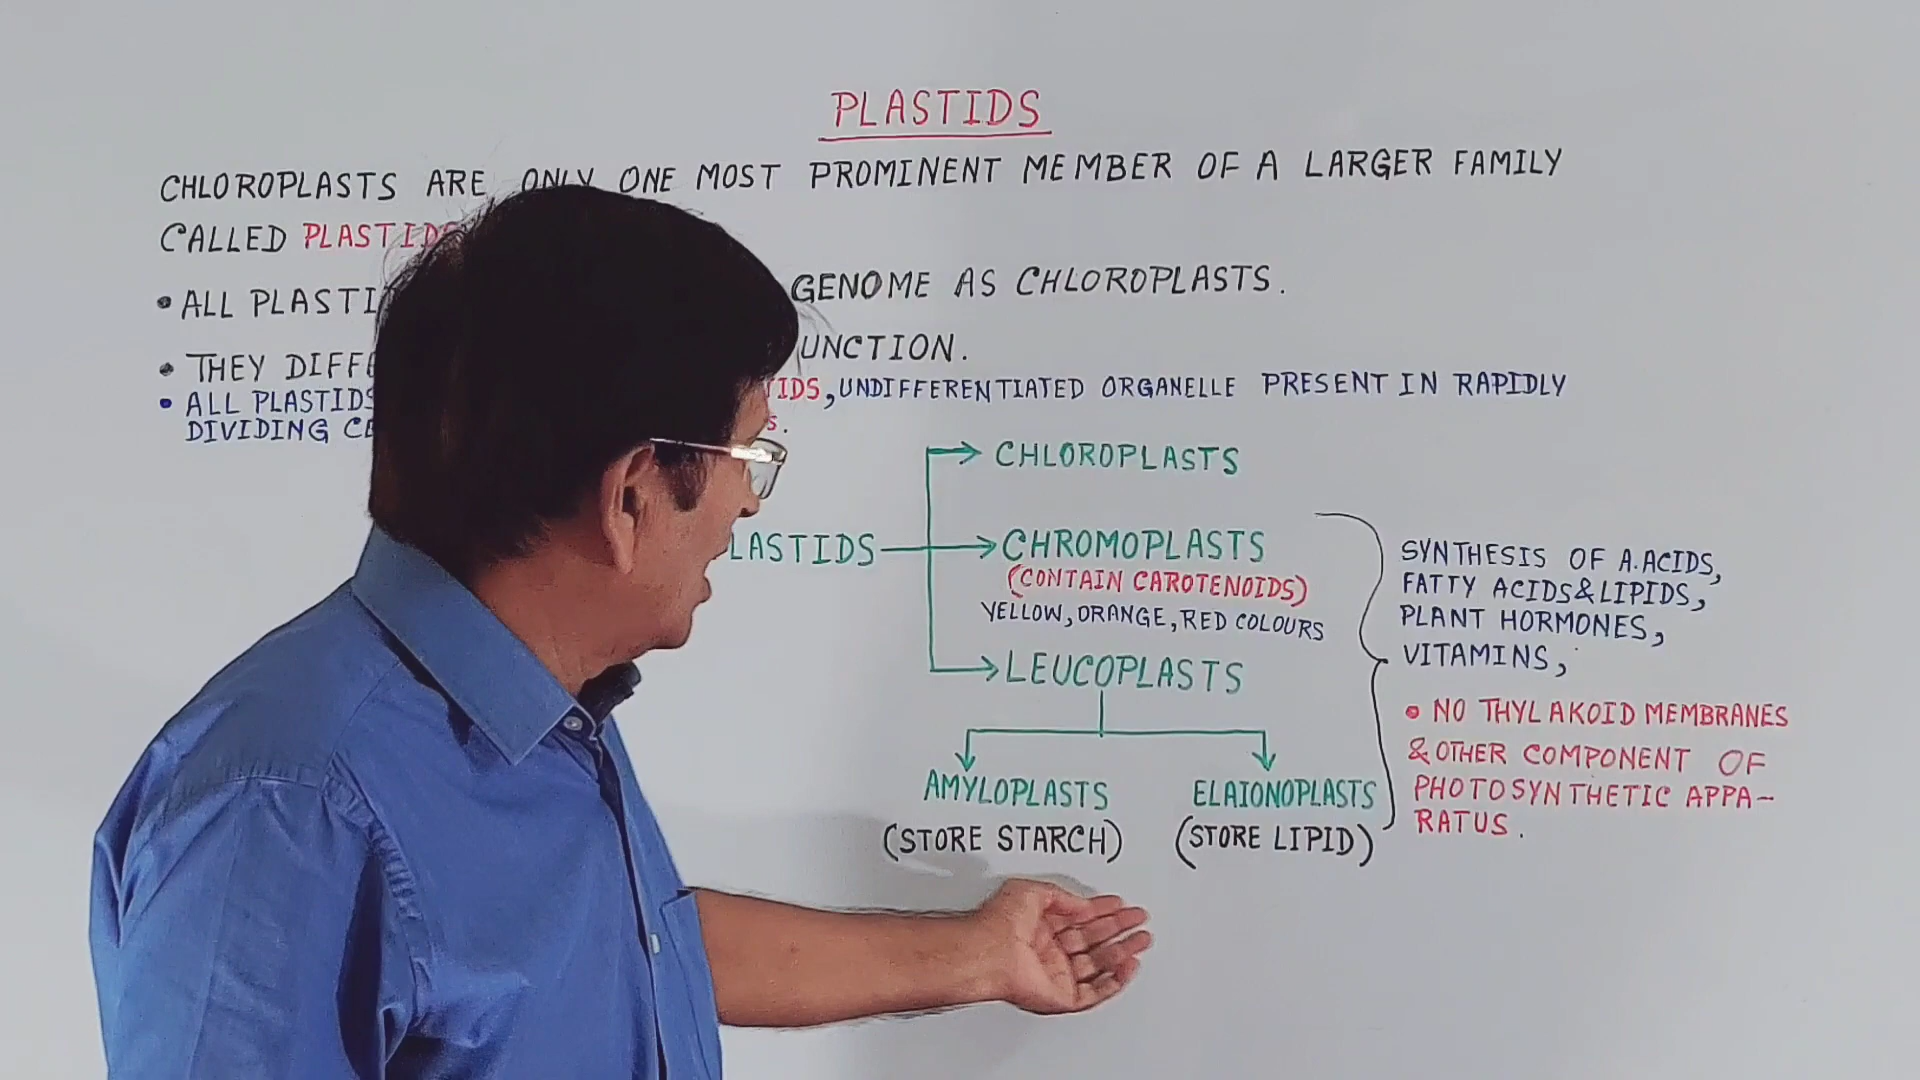 PLASTIDS
CHLOROPLASTS ARE ONLY ONE MOST PROMINENT MEMBER OF A LARGER FAMILY
CALLED PLASTIDS
• ALL GENOME AS CHLOROPLASTS.
• THEY
• ALL PLASTIDS , UNDIFFERENTIATED ORGANELLE PRESENT IN RAPIDLY
DIVIDING
CHLOROPLASTS
CHROMOPLASTS
(CONTAIN CAROTENOIDS)
YELLOW, ORANGE, RED COLOURS
LEUCOPLASTS
AMYLOPLASTS
(STORE STARCH)
ELAIONOPLASTS
(STORE LIPID)
SYNTHESIS OF A.ACIDS,
FATTY ACIDS & LIPIDS,
PLANT HORMONES,
VITAMINS,
• NO THYLAKOID MEMBRANES
& OTHER COMPONENT OF
PHOTOSYNTHETIC APPA-
RATUS.